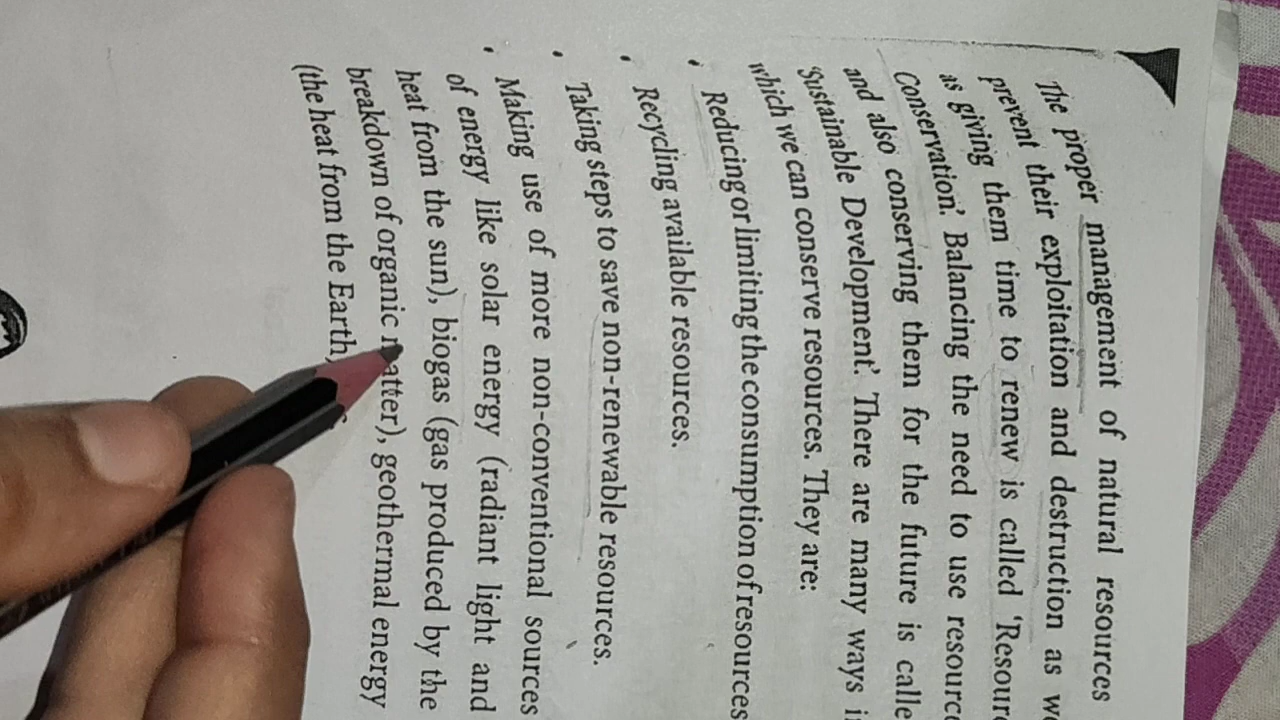 The proper management of natural resources
prevent their exploitation and destruction as we
as giving them time to renew is called ‘Resourc
Conservation’. Balancing the need to use resourc
and also conserving them for the future is calle
‘Sustainable Development’. There are many ways i
which we can conserve resources. They are:
• Reducing or limiting the consumption of resources
• Recycling available resources.
• Taking steps to save non-renewable resources.
• Making use of more non-conventional sources
of energy like solar energy (radiant light and
heat from the sun), biogas (gas produced by the
breakdown of organic matter), geothermal energy
(the heat from the Earth,